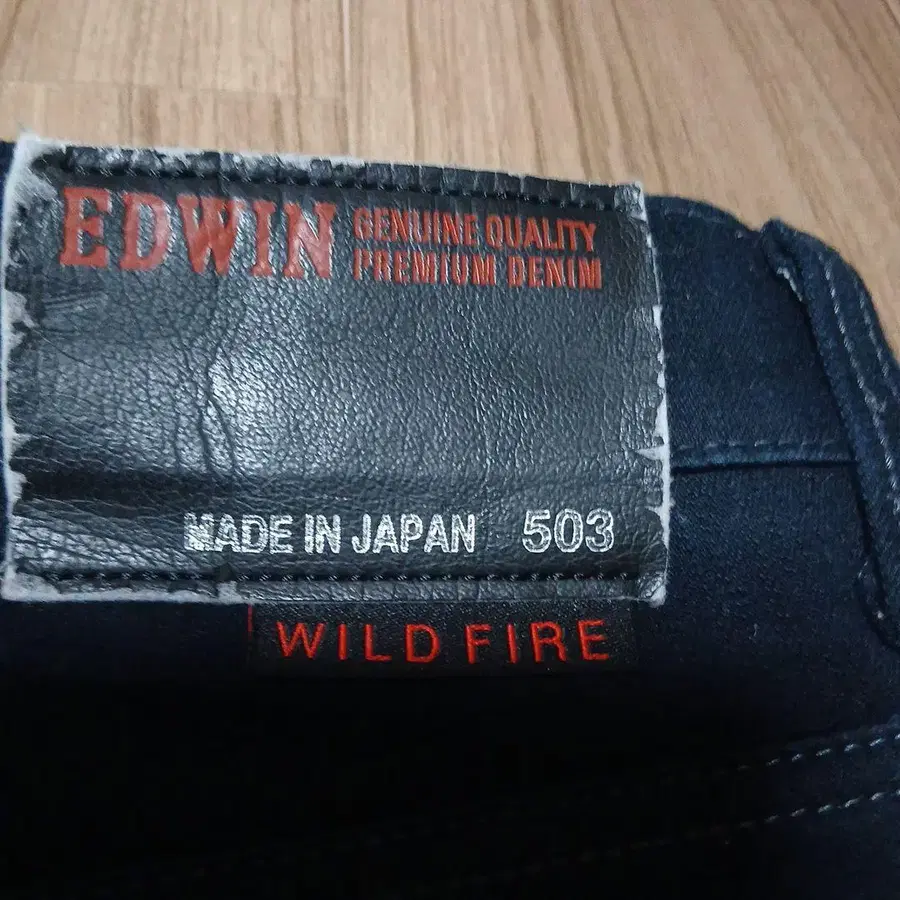 EDWIN GENUINE QUALITY
PREMIUM DENIM
MADE IN JAPAN 503
WILD FIRE